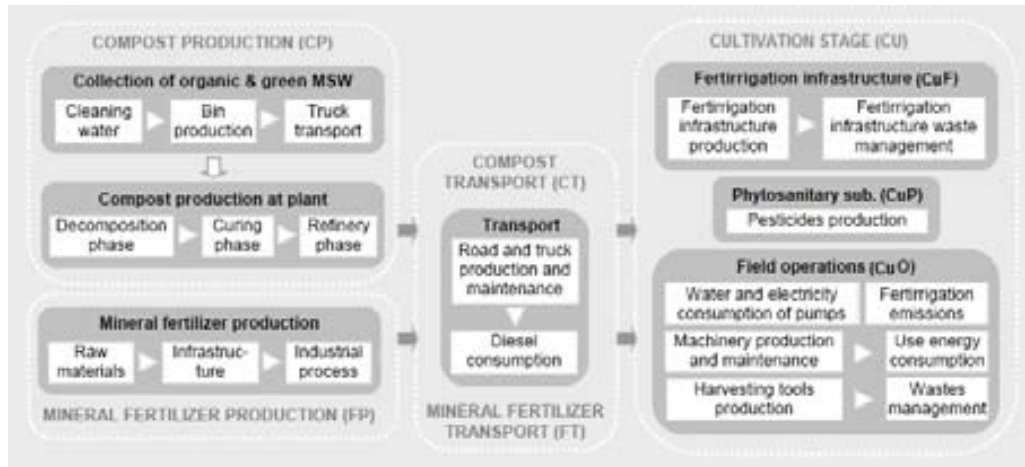 COMPOST PRODUCTION (CP)
Collection of organic & green MSW
Cleaning
water
Bin
production
Truck
transport
Compost production at plant
Decomposition
phase
Curing
phase
Refinery
phase
Mineral fertilizer production
Raw
materials
Infrastruc-
ture
Industrial
process
MINERAL FERTILIZER PRODUCTION (FP)
COMPOST
TRANSPORT (CT)
Transport
Road and truck
production and
maintenance
Diesel
consumption
MINERAL FERTILIZER
TRANSPORT (FT)
CULTIVATION STAGE (CU)
Fertirrigation infrastructure (CuF)
Fertirrigation
infrastructure
production
Fertirrigation
infrastructure waste
management
Phytosanitary sub. (CuP)
Pesticides production
Field operations (CuO)
Water and electricity
consumption of pumps
Fertirrigation
emissions
Machinery production
and maintenance
Use energy
consumption
Harvesting tools
production
Wastes
management